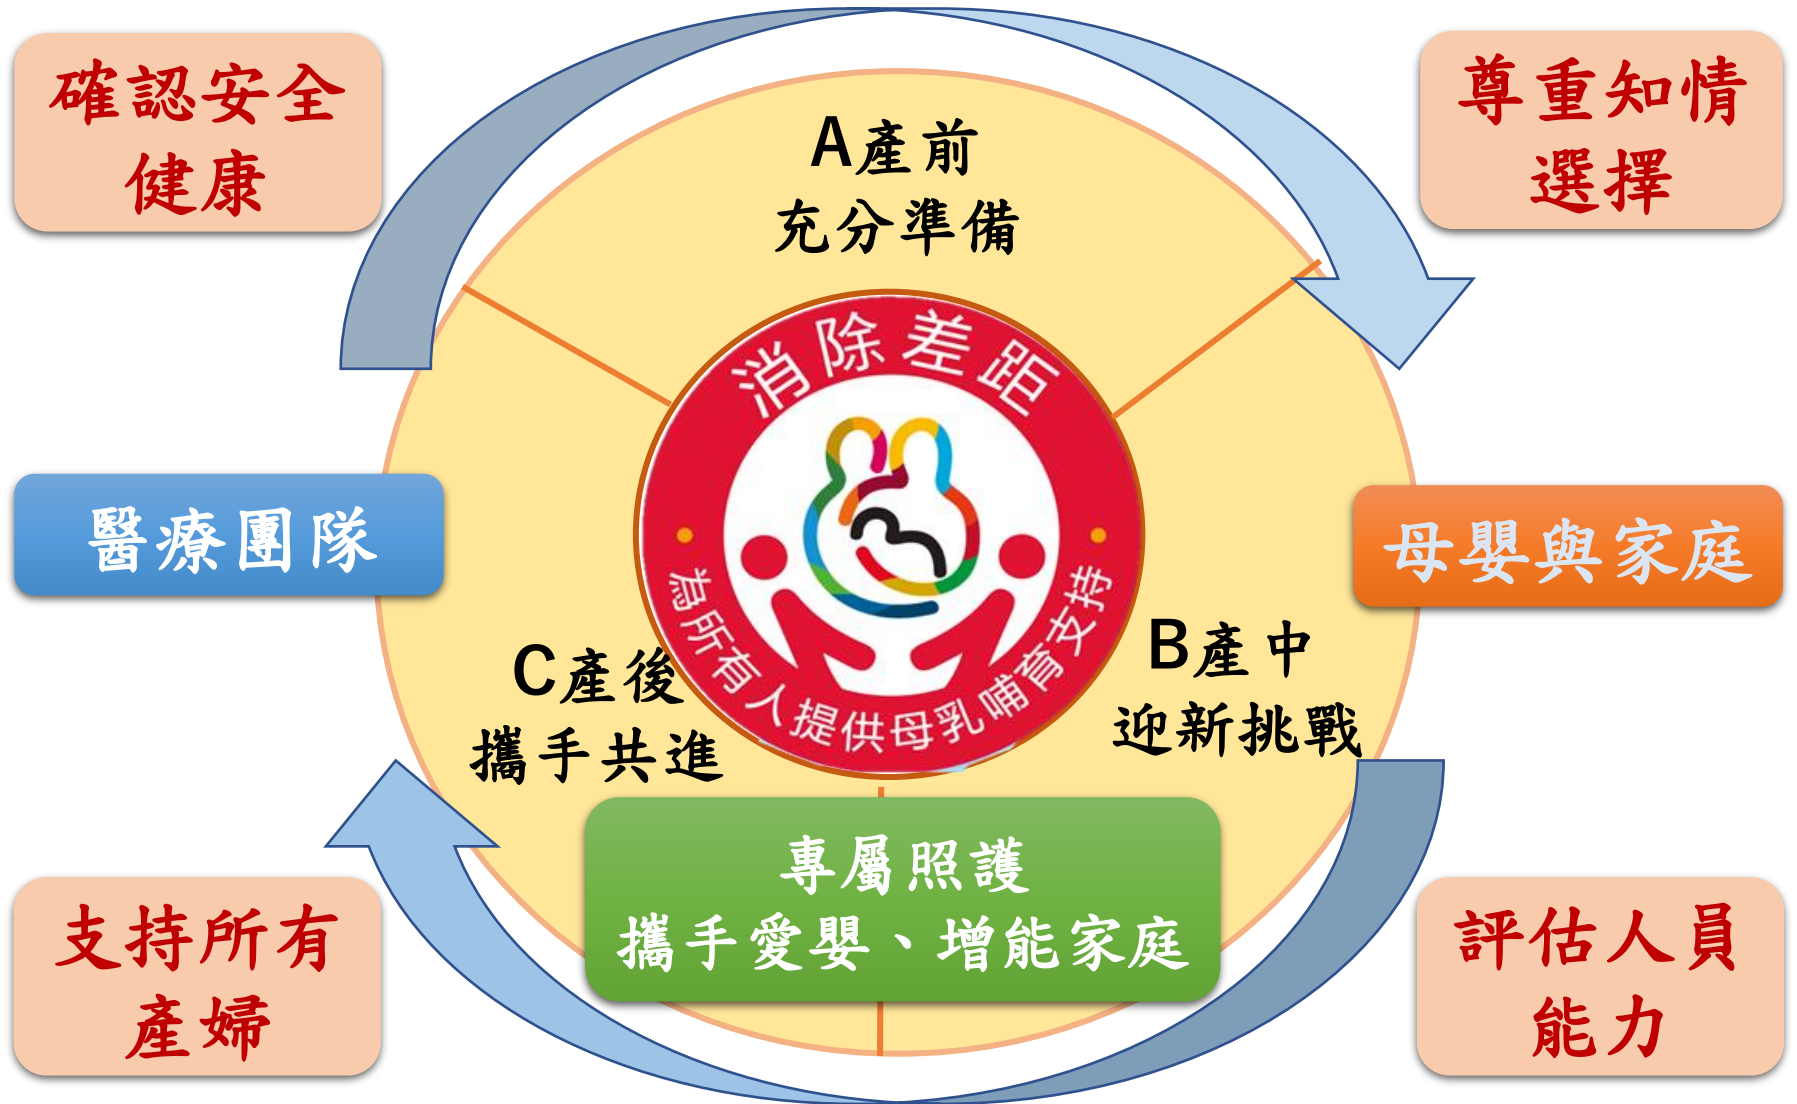 確認安全
健康
尊重知情
選擇
A產前
充分準備
消除差距
為所有人提供母乳哺育支持
醫療團隊
母嬰與家庭
B產中
迎新挑戰
C產後
攜手共進
專屬照護
攜手愛嬰、增能家庭
支持所有
產婦
評估人員
能力